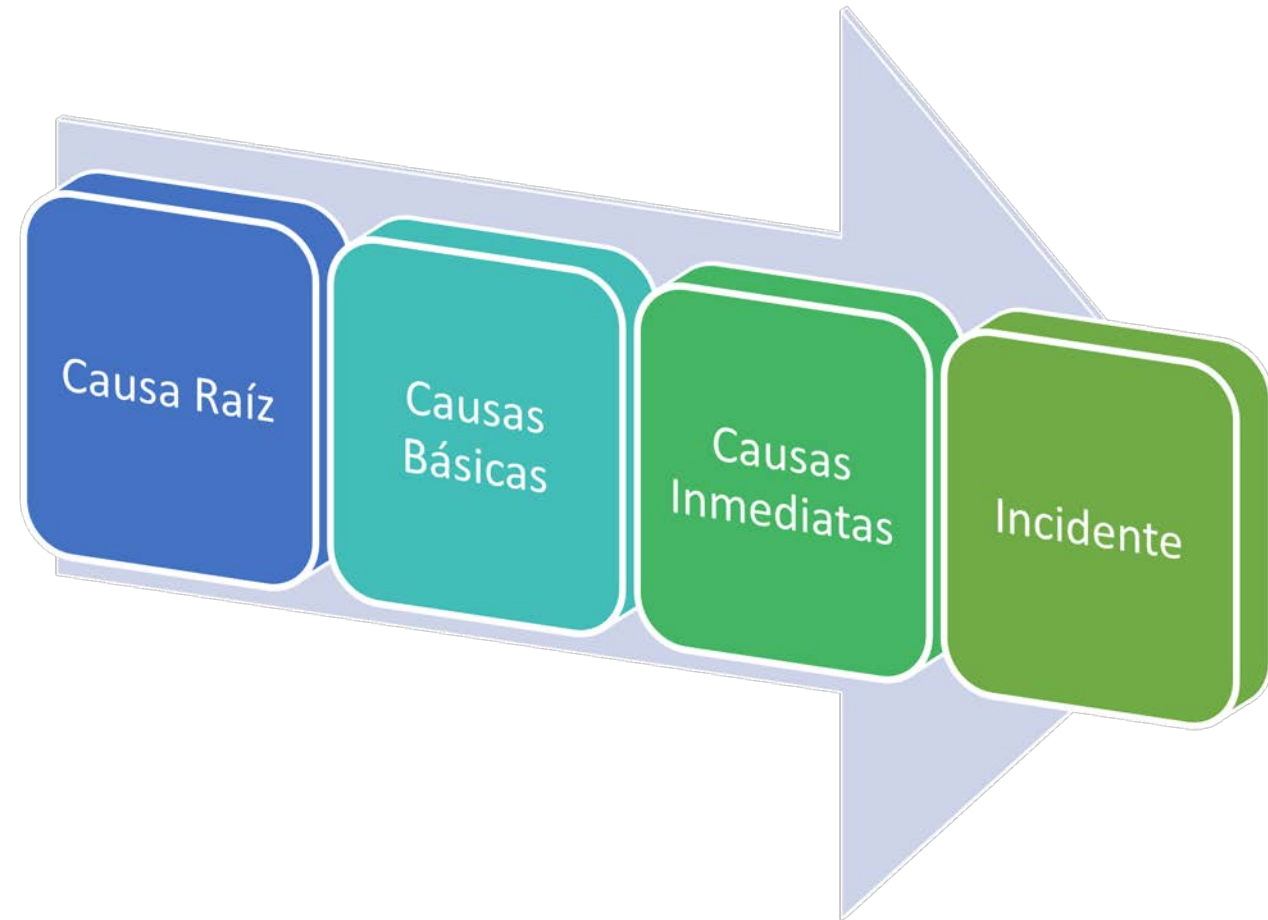 Causa Raíz
Causas
Básicas
Causas
Inmediatas
Incidente